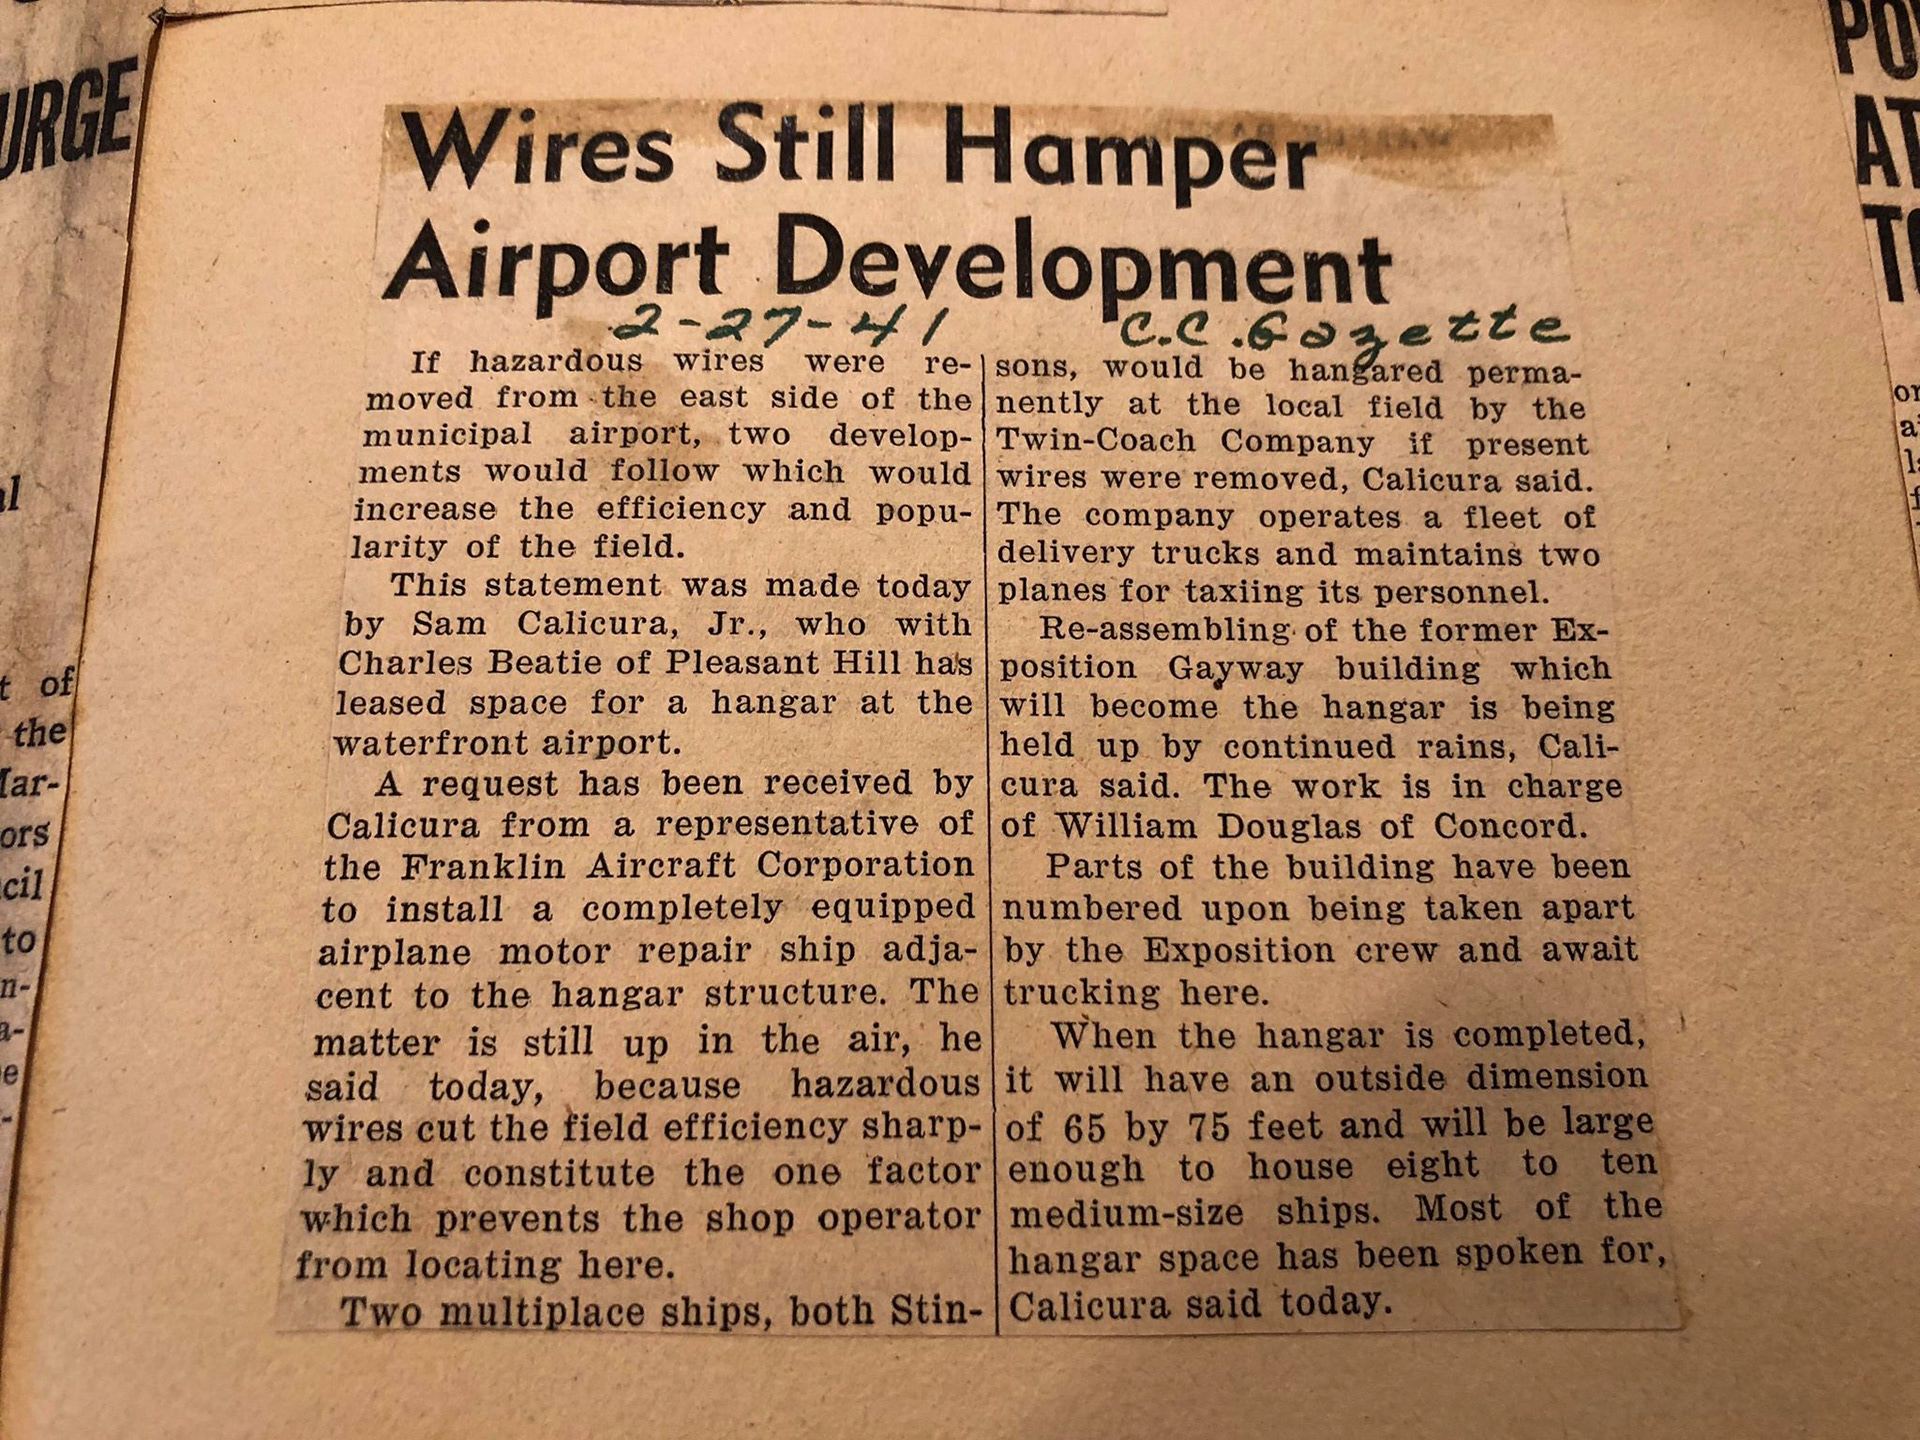 URGE
l
t of
the
Mar-
ors
cil
to
n-
a-
e
-
Wires Still Hamper
Airport Development
2-27-41 C.C. Gazette
If hazardous wires were re-
moved from the east side of the
municipal airport, two develop-
ments would follow which would
increase the efficiency and popu-
larity of the field.
This statement was made today
by Sam Calicura, Jr., who with
Charles Beatie of Pleasant Hill has
leased space for a hangar at the
waterfront airport.
A request has been received by
Calicura from a representative of
the Franklin Aircraft Corporation
to install a completely equipped
airplane motor repair ship adja-
cent to the hangar structure. The
matter is still up in the air, he
said today, because hazardous
wires cut the field efficiency sharp-
ly and constitute the one factor
which prevents the shop operator
from locating here.
Two multiplace ships, both Stin-
sons, would be hangared perma-
nently at the local field by the
Twin-Coach Company if present
wires were removed, Calicura said.
The company operates a fleet of
delivery trucks and maintains two
planes for taxiing its personnel.
Re-assembling of the former Ex-
position Gayway building which
will become the hangar is being
held up by continued rains, Cali-
cura said. The work is in charge
of William Douglas of Concord.
Parts of the building have been
numbered upon being taken apart
by the Exposition crew and await
trucking here.
When the hangar is completed,
it will have an outside dimension
of 65 by 75 feet and will be large
enough to house eight to ten
medium-size ships. Most of the
hangar space has been spoken for,
Calicura said today.
PO
AT
TO
or
a